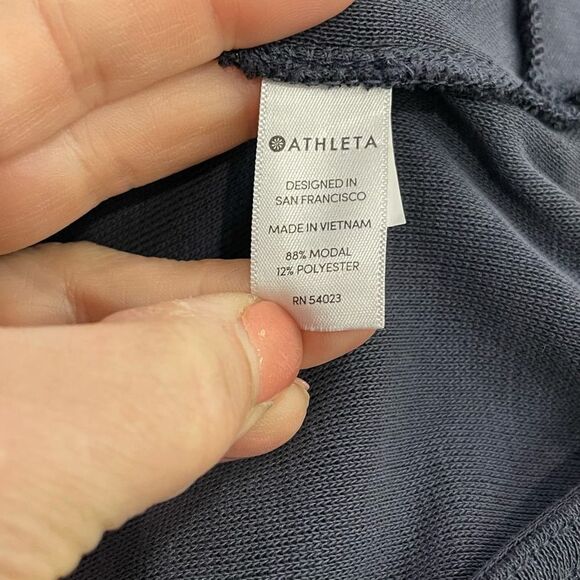 ATHLETA
DESIGNED IN
SAN FRANCISCO
MADE IN VIETNAM
88% MODAL
12% POLYESTER
RN 54023